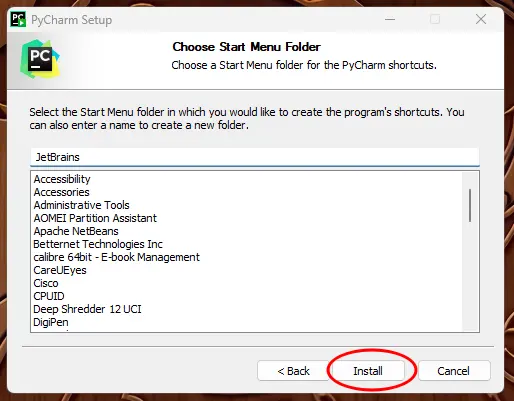 PyCharm Setup
PC
Choose Start Menu Folder
Choose a Start Menu folder for the PyCharm shortcuts.
Select the Start Menu folder in which you would like to create the program's shortcuts. You
can also enter a name to create a new folder.
JetBrains
Accessibility
Accessories
Administrative Tools
AOMEI Partition Assistant
Apache NetBeans
Betternet Technologies Inc
calibre 64bit - E-book Management
CareUEyes
Cisco
CPUID
Deep Shredder 12 UCI
DigiPen
< Back
Install
Cancel